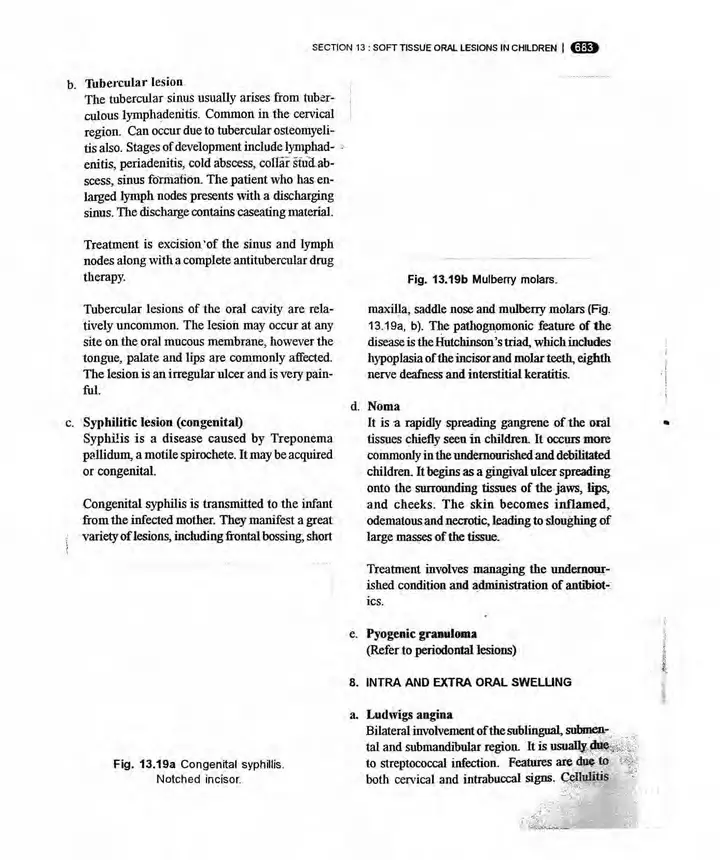 SECTION 13 : SOFT TISSUE ORAL LESIONS IN CHILDREN | 683
b. Tubercular lesion
The tubercular sinus usually arises from tuber-
culous lymphadenitis. Common in the cervical
region. Can occur due to tubercular osteomyeli-
tis also. Stages of development include lymphad-
enitis, periadenitis, cold abscess, collar stud ab-
scess, sinus formation. The patient who has en-
larged lymph nodes presents with a discharging
sinus. The discharge contains caseating material.
Treatment is excision of the sinus and lymph
nodes along with a complete antitubercular drug
therapy.
Tubercular lesions of the oral cavity are rela-
tively uncommon. The lesion may occur at any
site on the oral mucous membrane, however the
tongue, palate and lips are commonly affected.
The lesion is an irregular ulcer and is very pain-
ful.
c. Syphilitic lesion (congenital)
Syphilis is a disease caused by Treponema
pallidum, a motile spirochete. It may be acquired
or congenital.
Congenital syphilis is transmitted to the infant
from the infected mother. They manifest a great
variety of lesions, including frontal bossing, short
Fig. 13.19a Congenital syphillis.
Notched incisor.
Fig. 13.19b Mulberry molars.
maxilla, saddle nose and mulberry molars (Fig.
13.19a, b). The pathognomonic feature of the
disease is the Hutchinson's triad, which includes
hypoplasia of the incisor and molar teeth, eighth
nerve deafness and interstitial keratitis.
d. Noma
It is a rapidly spreading gangrene of the oral
tissues chiefly seen in children. It occurs more
commonly in the undernourished and debilitated
children. It begins as a gingival ulcer spreading
onto the surrounding tissues of the jaws, lips,
and cheeks. The skin becomes inflamed,
odematous and necrotic, leading to sloughing of
large masses of the tissue.
Treatment involves managing the undernour-
ished condition and administration of antibiot-
ics.
e. Pyogenic granuloma
(Refer to periodontal lesions)
8. INTRA AND EXTRA ORAL SWELLING
a. Ludwigs angina
Bilateral involvement of the sublingual, submen-
tal and submandibular region. It is usually due
to streptococcal infection. Features are due to
both cervical and intrabuccal signs. Cellulitis